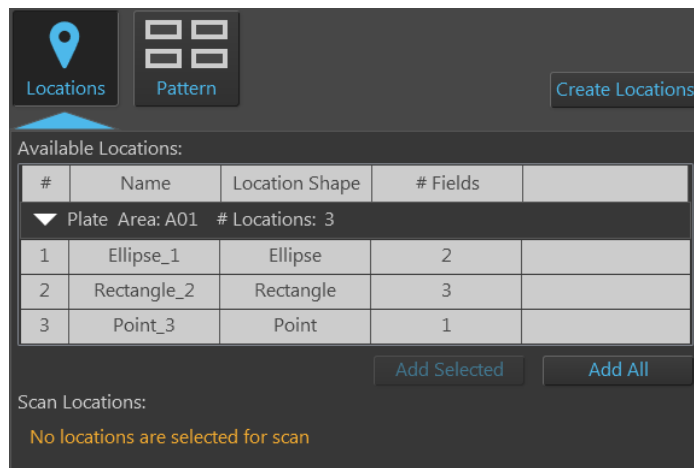 Locations Pattern
Create Locations
Available Locations:
# Name Location Shape # Fields
Plate Area: A01 # Locations: 3
1 Ellipse_1 Ellipse 2
2 Rectangle_2 Rectangle 3
3 Point_3 Point 1
Add Selected Add All
Scan Locations:
No locations are selected for scan